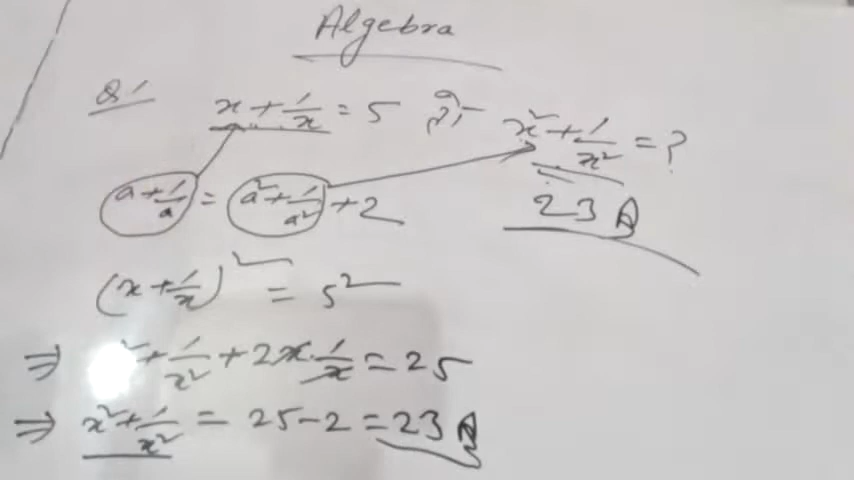 Algebra
Q1 x + 1/x = 5 x² + 1/x² = ?
a + 1/a = a² + 1/a² + 2
23
(x + 1/x)² = 5²
⇒ ² + 1/x² + 2x · 1/x = 25
⇒ x² + 1/x² = 25 - 2 = 23